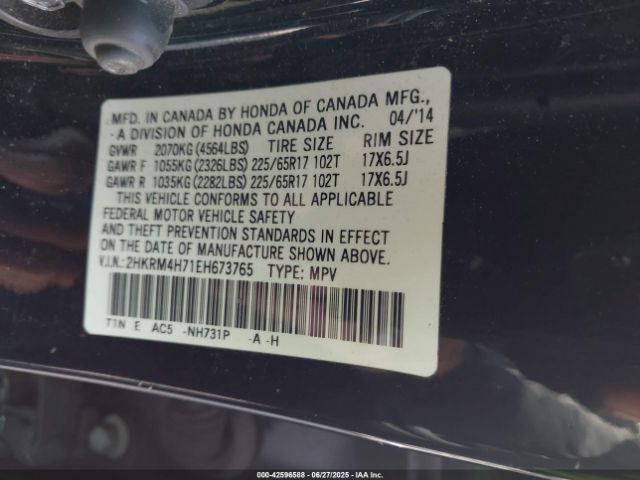 MFD. IN CANADA BY HONDA OF CANADA MFG.,
-A DIVISION OF HONDA CANADA INC. 04/'14
GVWR 2070KG (4564LBS) TIRE SIZE RIM SIZE
GAWR F 1055KG (2326LBS) 225/65R17 102T 17X6.5J
GAWR R 1035KG (2282LBS) 225/65R17 102T 17X6.5J
THIS VEHICLE CONFORMS TO ALL APPLICABLE
FEDERAL MOTOR VEHICLE SAFETY
AND THEFT PREVENTION STANDARDS IN EFFECT
ON THE DATE OF MANUFACTURE SHOWN ABOVE.
V.I.N.: 2HKRM4H71EH673765 TYPE: MPV
T1N E AC5 -NH731P -A -H
000-42596588 | 06/27/2025 | IAA Inc.